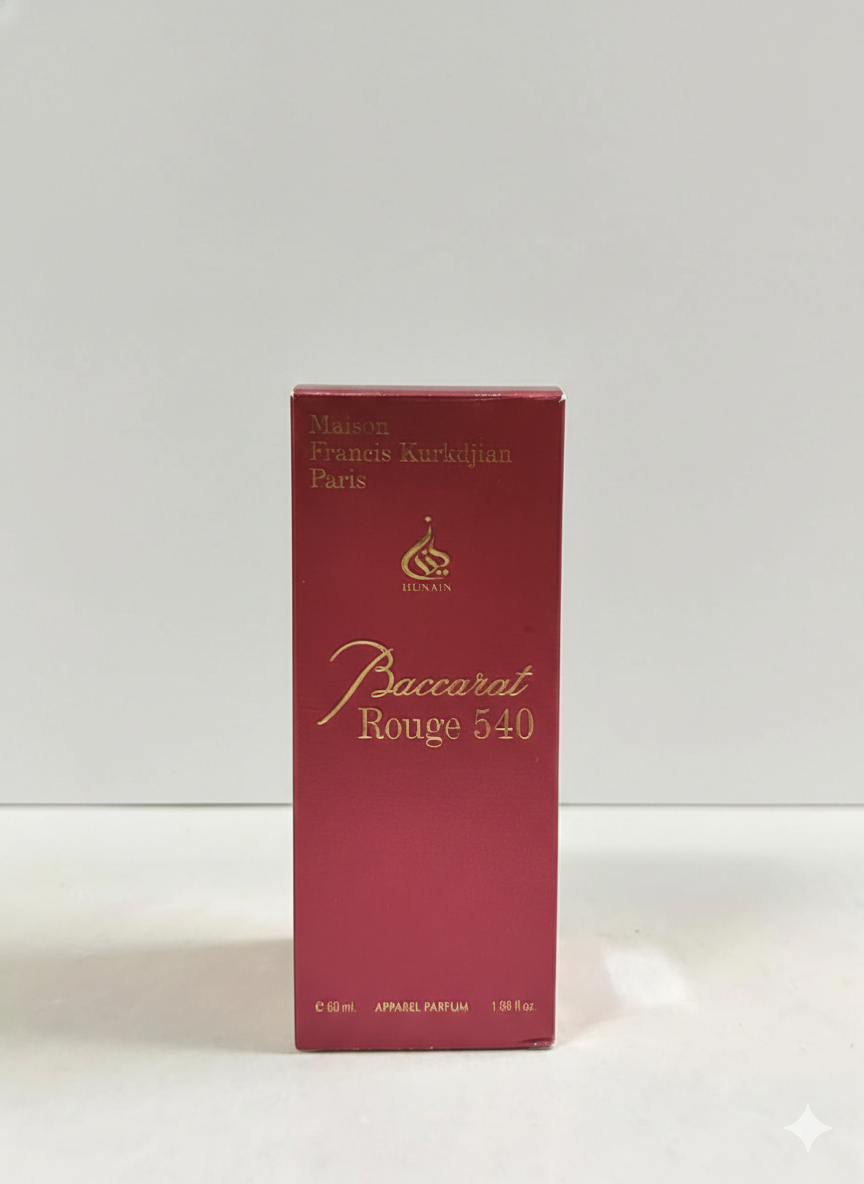 Maison
Francis Kurkdjian
Paris
HUNAIN
Baccarat
Rouge 540
e 60 ml. APPAREL PARFUM 1.88 fl oz.